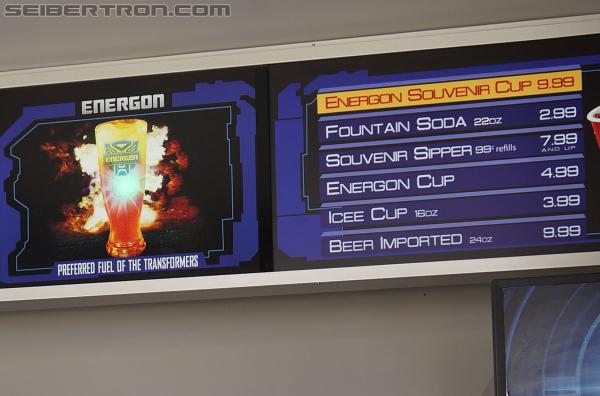 SEIBERTRON.COM
ENERGON
ENERGON
PREFERRED FUEL OF THE TRANSFORMERS
ENERGON SOUVENIR CUP 9.99
FOUNTAIN SODA 22OZ 2.99
SOUVENIR SIPPER 99¢ refills 7.99 AND UP
ENERGON CUP 4.99
ICEE CUP 16OZ 3.99
BEER IMPORTED 24OZ 9.99